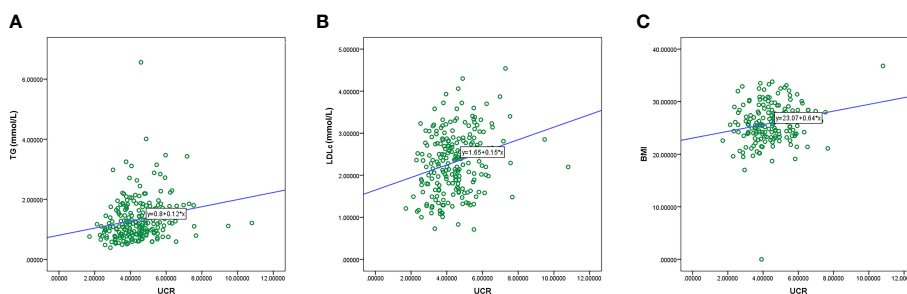 A
B
C
TG (mmol/L)
6.00000
4.00000
2.00000
.00000
y=0.8+0.12*x
.00000 2.00000 4.00000 6.00000 8.00000 10.00000 12.00000
UCR
LDLc (mmol/L)
5.00000
4.00000
3.00000
2.00000
1.00000
.00000
y=1.65+0.15*x
.00000 2.00000 4.00000 6.00000 8.00000 10.00000 12.00000
UCR
BMI
40.00000
30.00000
20.00000
10.00000
.00000
y=23.07+0.64*x
.00000 2.00000 4.00000 6.00000 8.00000 10.00000 12.00000
UCR